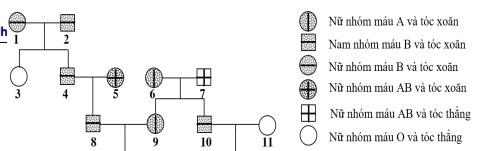 h
1 2
3 4 5 6 7
8 9 10 11
Nữ nhóm máu A và tóc xoăn
Nam nhóm máu B và tóc xoăn
Nữ nhóm máu B và tóc xoăn
Nữ nhóm máu AB và tóc xoăn
Nữ nhóm máu AB và tóc thẳng
Nữ nhóm máu O và tóc thẳng